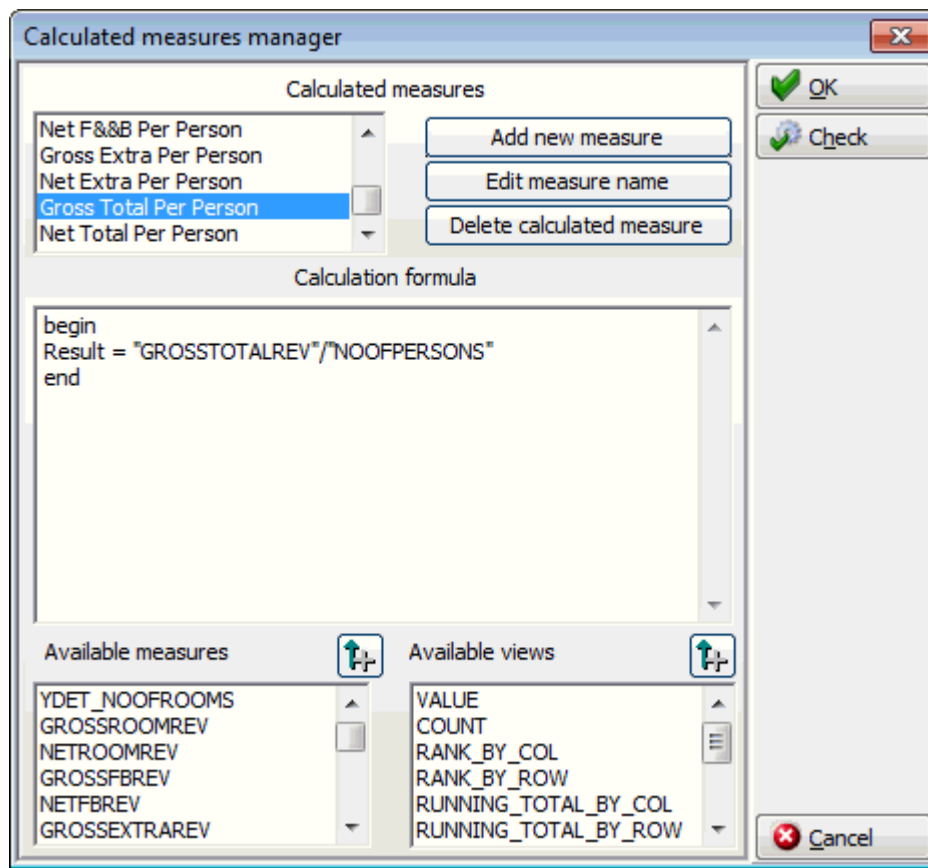 Calculated measures manager
Calculated measures
Net F&&B Per Person
Gross Extra Per Person
Net Extra Per Person
Gross Total Per Person
Net Total Per Person
Add new measure
Edit measure name
Delete calculated measure
OK
Check
Calculation formula
begin
Result = "GROSSTOTALREV"/"NOOFPERSONS"
end
Available measures
YDET_NOOFROOMS
GROSSROOMREV
NETROOMREV
GROSSFBREV
NETFBREV
GROSSEXTRAREV
Available views
VALUE
COUNT
RANK_BY_COL
RANK_BY_ROW
RUNNING_TOTAL_BY_COL
RUNNING_TOTAL_BY_ROW
Cancel